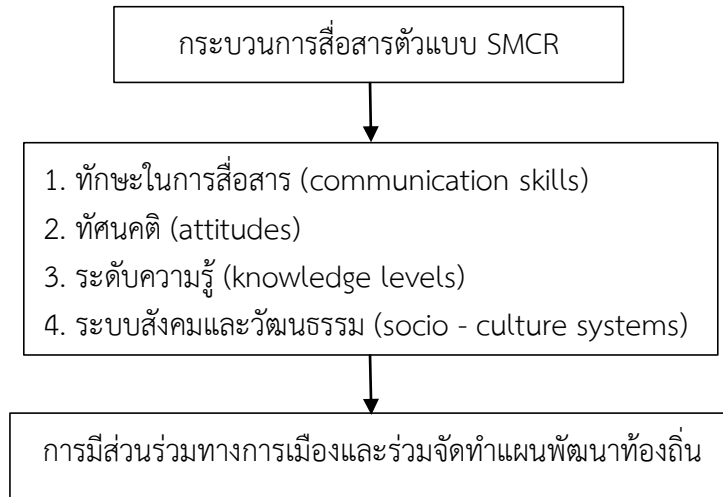 กระบวนการสื่อสารตัวแบบ SMCR
1. ทักษะในการสื่อสาร (communication skills)
2. ทัศนคติ (attitudes)
3. ระดับความรู้ (knowledge levels)
4. ระบบสังคมและวัฒนธรรม (socio - culture systems)
การมีส่วนร่วมทางการเมืองและร่วมจัดทำแผนพัฒนาท้องถิ่น